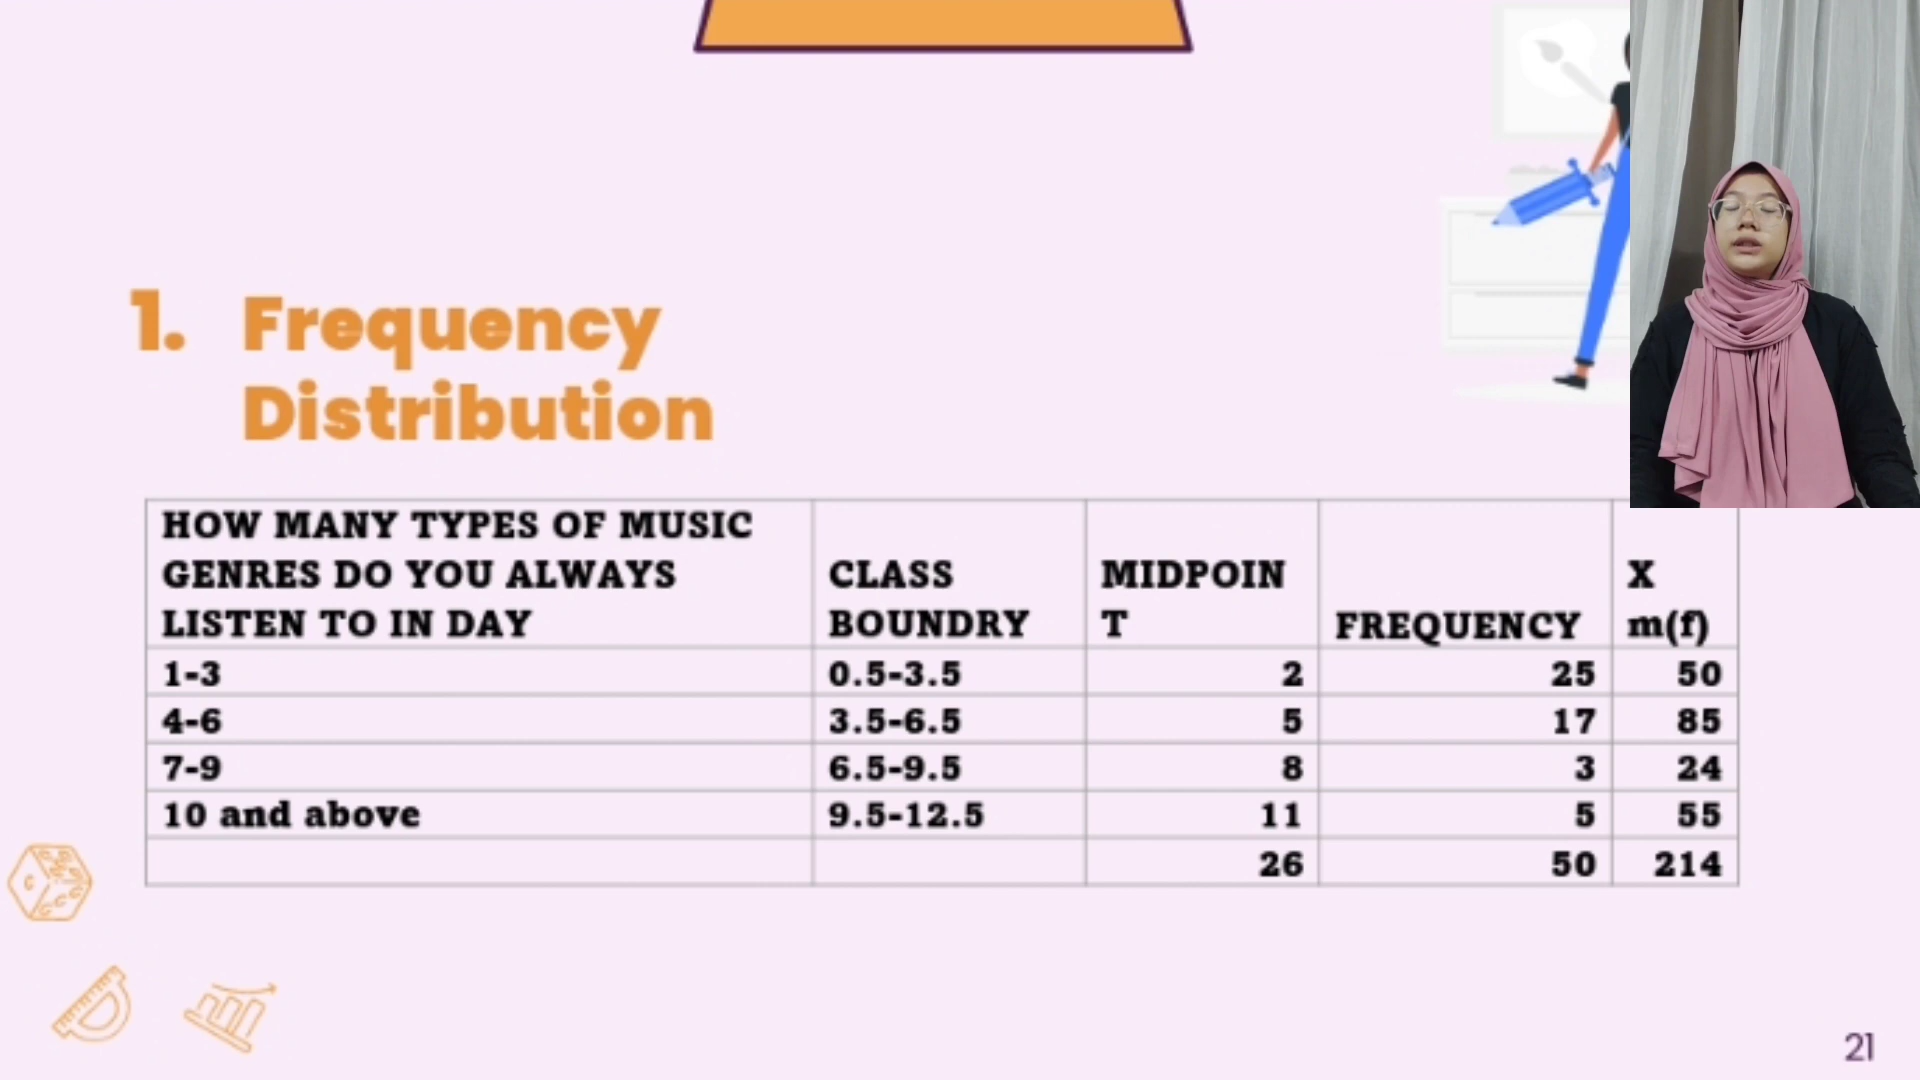 1. Frequency
Distribution
HOW MANY TYPES OF MUSIC
GENRES DO YOU ALWAYS
LISTEN TO IN DAY
CLASS
BOUNDRY
MIDPOIN
T
FREQUENCY
X
m(f)
1-3 0.5-3.5 2 25 50
4-6 3.5-6.5 5 17 85
7-9 6.5-9.5 8 3 24
10 and above 9.5-12.5 11 5 55
26 50 214
21